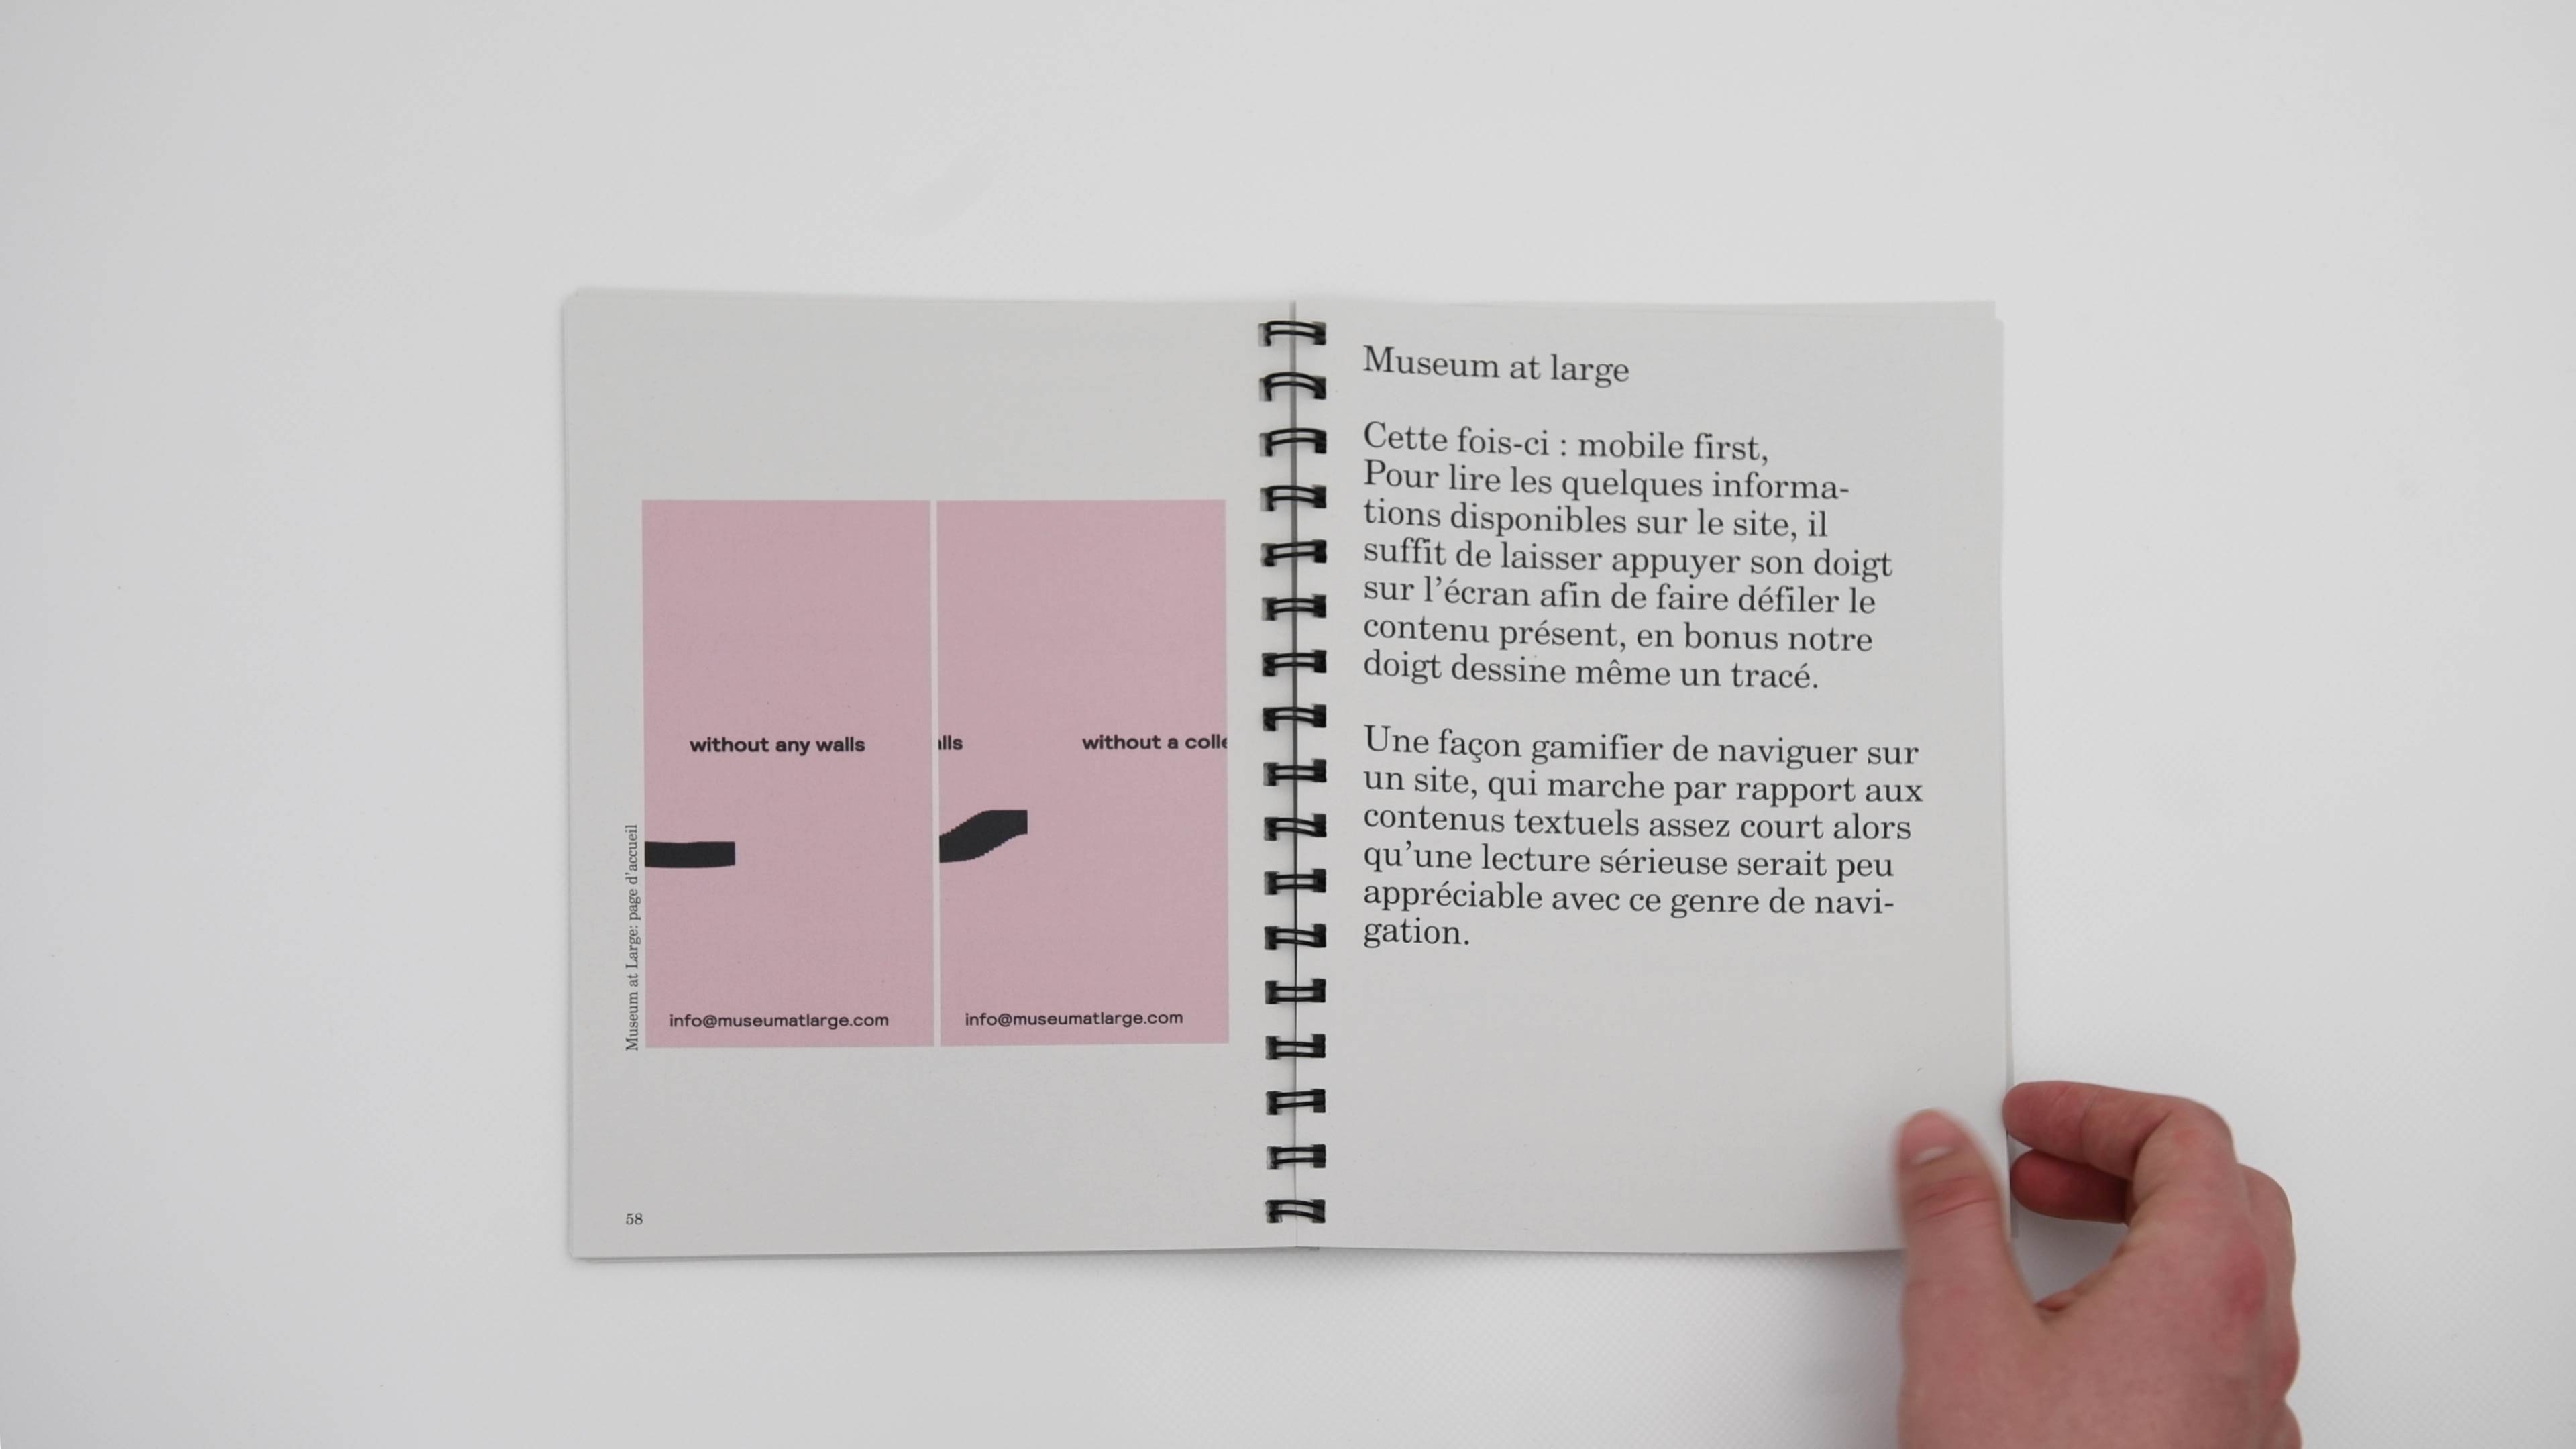 without any walls
info@museumatlarge.com
lls
without a colle
info@museumatlarge.com
Museum at Large: page d'accueil
58
Museum at large
Cette fois-ci : mobile first,
Pour lire les quelques informa-
tions disponibles sur le site, il
suffit de laisser appuyer son doigt
sur l’écran afin de faire défiler le
contenu présent, en bonus notre
doigt dessine même un tracé.
Une façon gamifier de naviguer sur
un site, qui marche par rapport aux
contenus textuels assez court alors
qu’une lecture sérieuse serait peu
appréciable avec ce genre de navi-
gation.